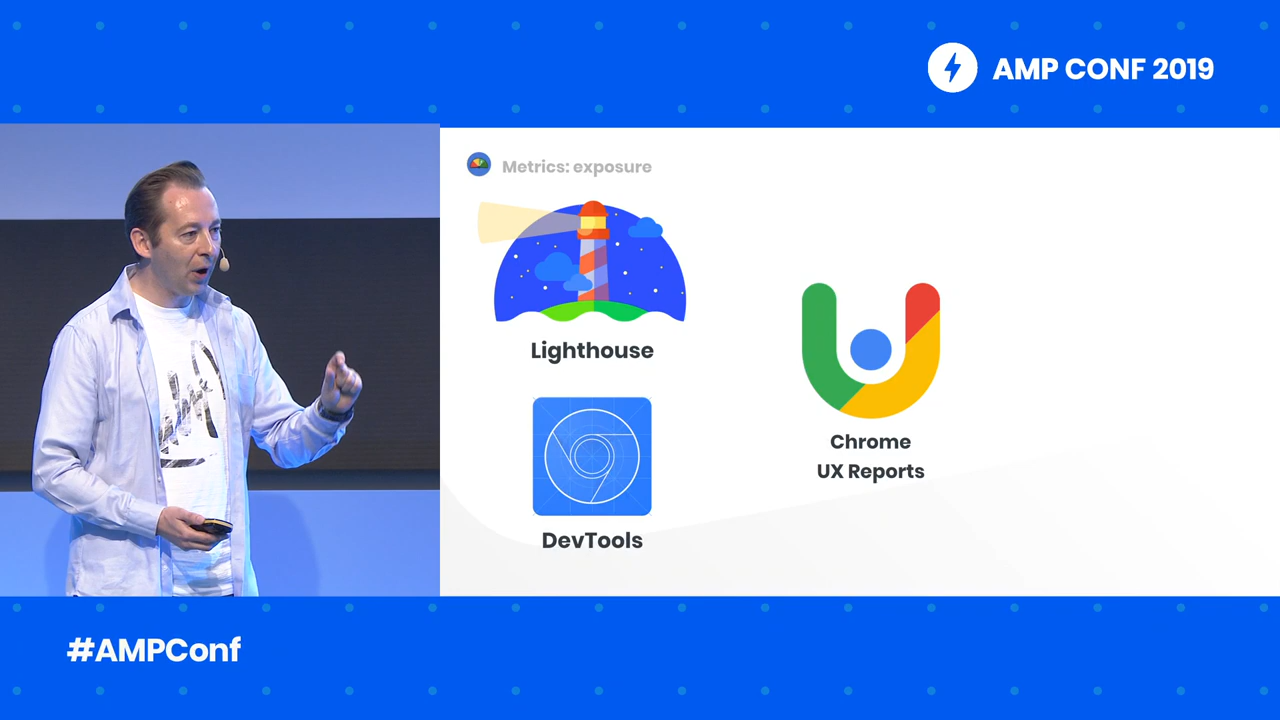 AMP CONF 2019
Metrics: exposure
Lighthouse
Chrome
UX Reports
DevTools
#AMPConf